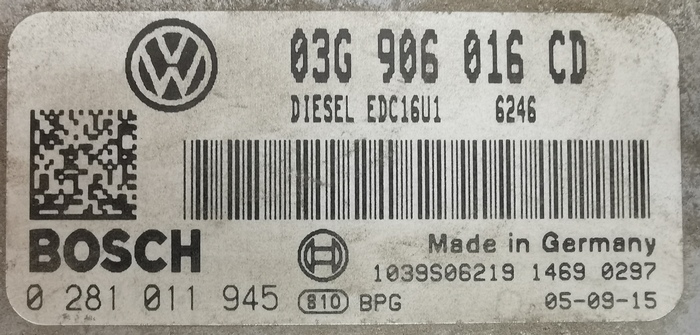 03G 906 016 CD
DIESEL EDC16U1 6246
BOSCH
Made in Germany
1039S06219 1469 0297
0 281 011 945 810 BPG 05-09-15